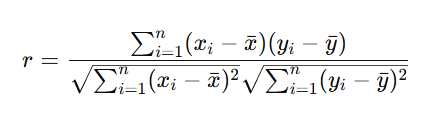 r = \frac{\sum_{i=1}^{n}(x_i - \bar{x})(y_i - \bar{y})}{\sqrt{\sum_{i=1}^{n}(x_i - \bar{x})^2}\sqrt{\sum_{i=1}^{n}(y_i - \bar{y})^2}}